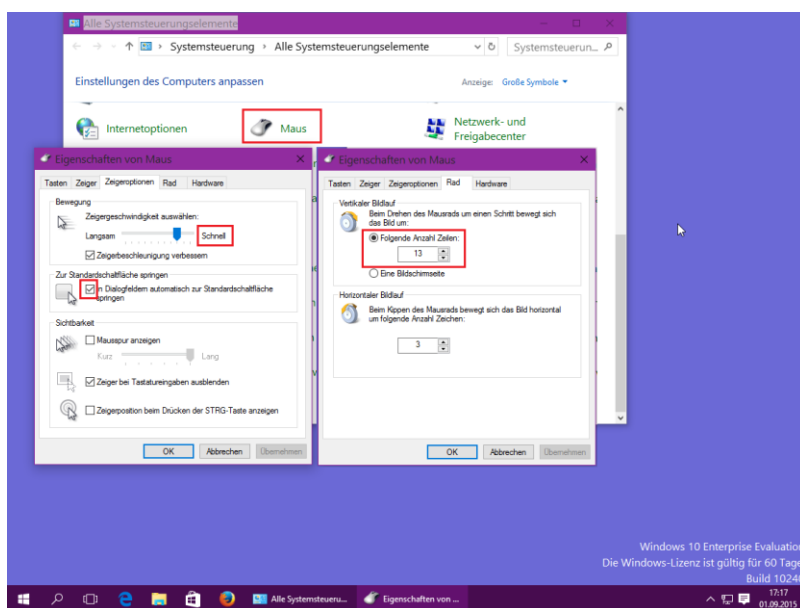 Alle Systemsteuerungselemente
Systemsteuerung › Alle Systemsteuerungselemente
Systemsteuerun...
Einstellungen des Computers anpassen
Anzeige: Große Symbole
Internetoptionen
Maus
Netzwerk- und
Freigabecenter
Eigenschaften von Maus
Tasten Zeiger Zeigeroptionen Rad Hardware
Bewegung
Zeigergeschwindigkeit auswählen:
Langsam Schnell
Zeigerbeschleunigung verbessern
Zur Standardschaltfläche springen
In Dialogfeldern automatisch zur Standardschaltfläche
springen
Sichtbarkeit
Mausspur anzeigen
Kurz Lang
Zeiger bei Tastatureingaben ausblenden
Zeigerposition beim Drücken der STRG-Taste anzeigen
OK Abbrechen Übernehmen
Eigenschaften von Maus
Tasten Zeiger Zeigeroptionen Rad Hardware
Vertikaler Bildlauf
Beim Drehen des Mausrads um einen Schritt bewegt sich
das Bild um:
Folgende Anzahl Zeilen:
13
Eine Bildschirmseite
Horizontaler Bildlauf
Beim Kippen des Mausrads bewegt sich das Bild horizontal
um folgende Anzahl Zeichen:
3
OK Abbrechen Übernehmen
Windows 10 Enterprise Evaluation
Die Windows-Lizenz ist gültig für 60 Tage
Build 10240
Alle Systemsteueru... Eigenschaften von ...
17:17
01.09.2015